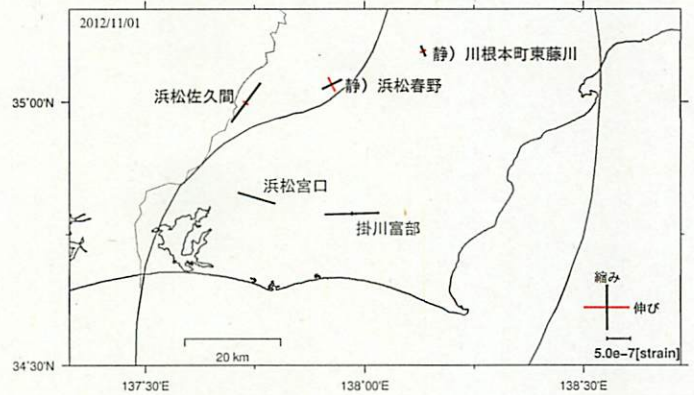 2012/11/01
静）川根本町東藤川
浜松佐久間
静）浜松春野
35°00'N
浜松宮口
掛川富部
縮み
伸び
5.0e-7[strain]
20 km
34°30'N
137°30'E
138°00'E
138°30'E